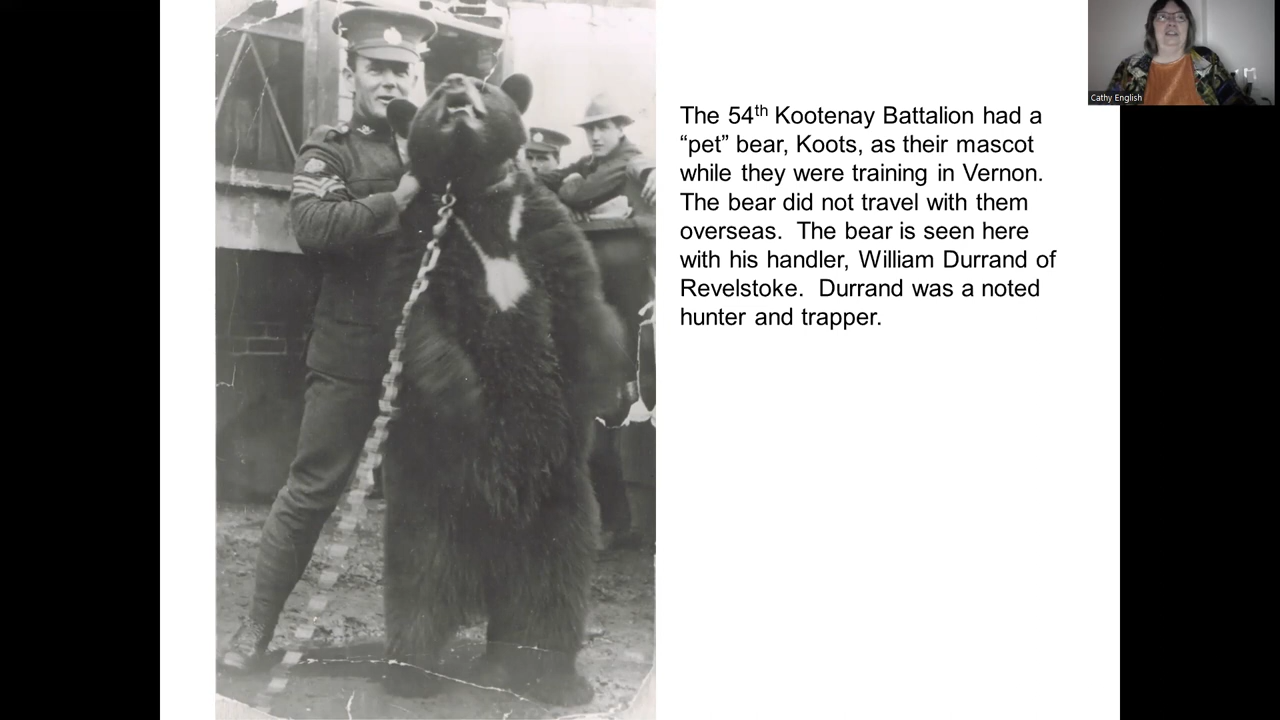 The 54th Kootenay Battalion had a
“pet” bear, Koots, as their mascot
while they were training in Vernon.
The bear did not travel with them
overseas.  The bear is seen here
with his handler, William Durrand of
Revelstoke.  Durrand was a noted
hunter and trapper.
Cathy English